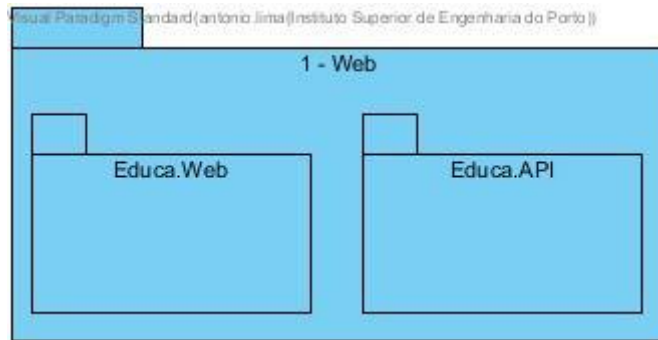 Visual Paradigm Standard(antonio.lima(Instituto Superior de Engenharia do Porto))
1 - Web
Educa.Web
Educa.API